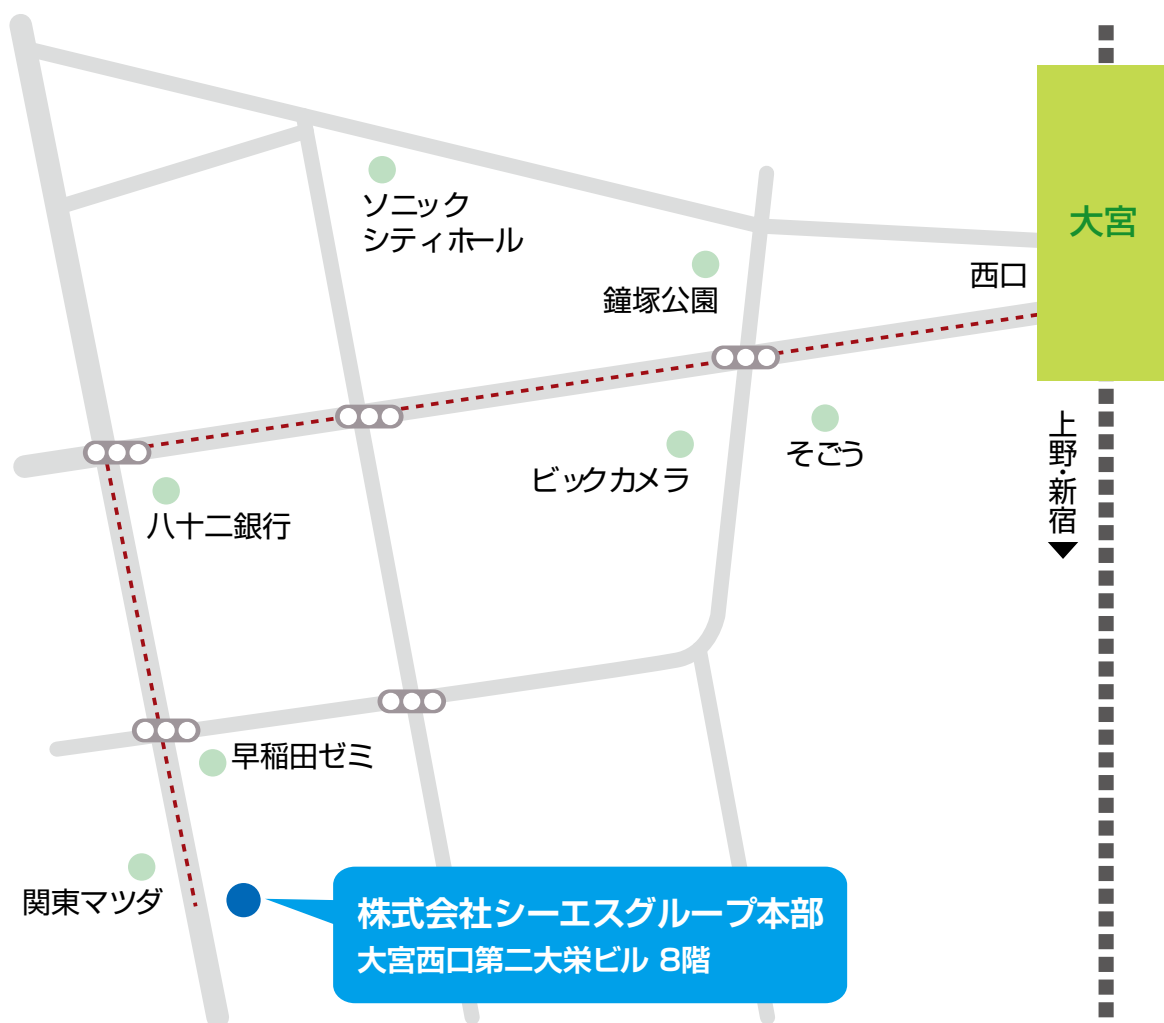 大宮
ソニック
シティホール
西口
鐘塚公園
上野・新宿
そごう
ビックカメラ
八十二銀行
早稲田ゼミ
関東マツダ
株式会社シーエスグループ本部
大宮西口第二大栄ビル 8階